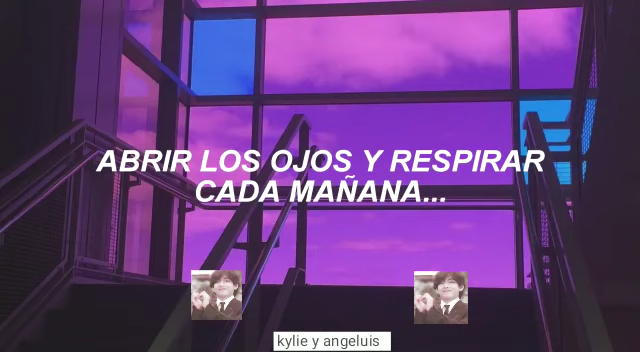 ABRIR LOS OJOS Y RESPIRAR
CADA MAÑANA...
kylie y angeluis